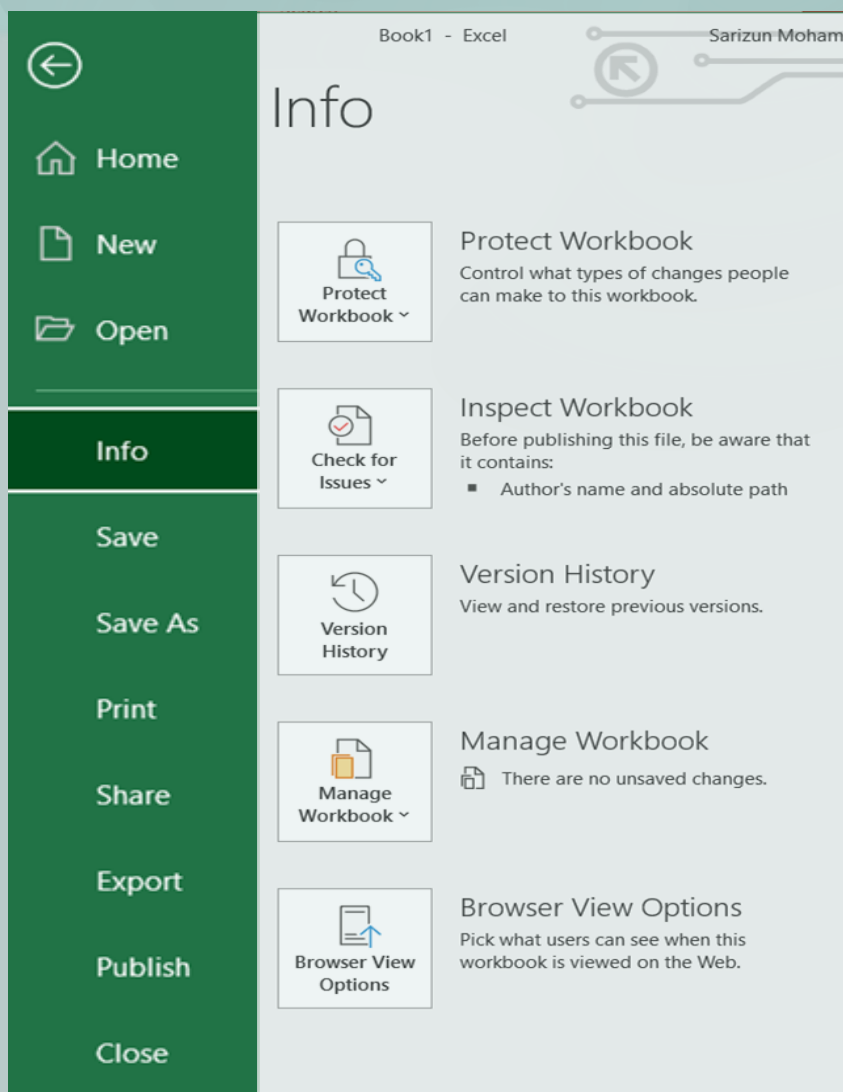 Book1 - Excel
Sarizun Moham
Info
Home
New
Open
Info
Save
Save As
Print
Share
Export
Publish
Close
Protect
Workbook
Protect Workbook
Control what types of changes people
can make to this workbook.
Check for
Issues
Inspect Workbook
Before publishing this file, be aware that
it contains:
Author's name and absolute path
Version
History
Version History
View and restore previous versions.
Manage
Workbook
Manage Workbook
There are no unsaved changes.
Browser View
Options
Browser View Options
Pick what users can see when this
workbook is viewed on the Web.